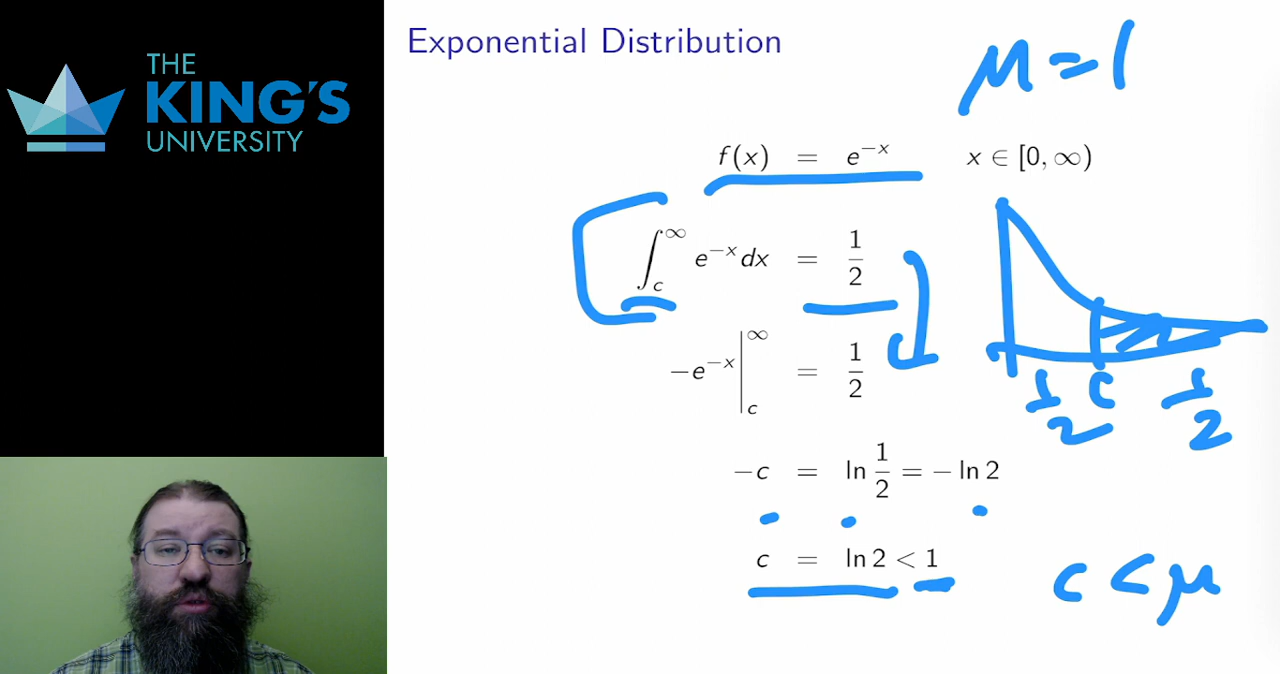 THE
KING'S
UNIVERSITY
Exponential Distribution
μ = 1
f(x) = e^{-x} x ∈ [0, ∞)
∫_c^∞ e^{-x} dx = 1/2
-e^{-x} |_c^∞ = 1/2
1/2 c 1/2
-c = ln 1/2 = - ln 2
c = ln 2 < 1
c < μ